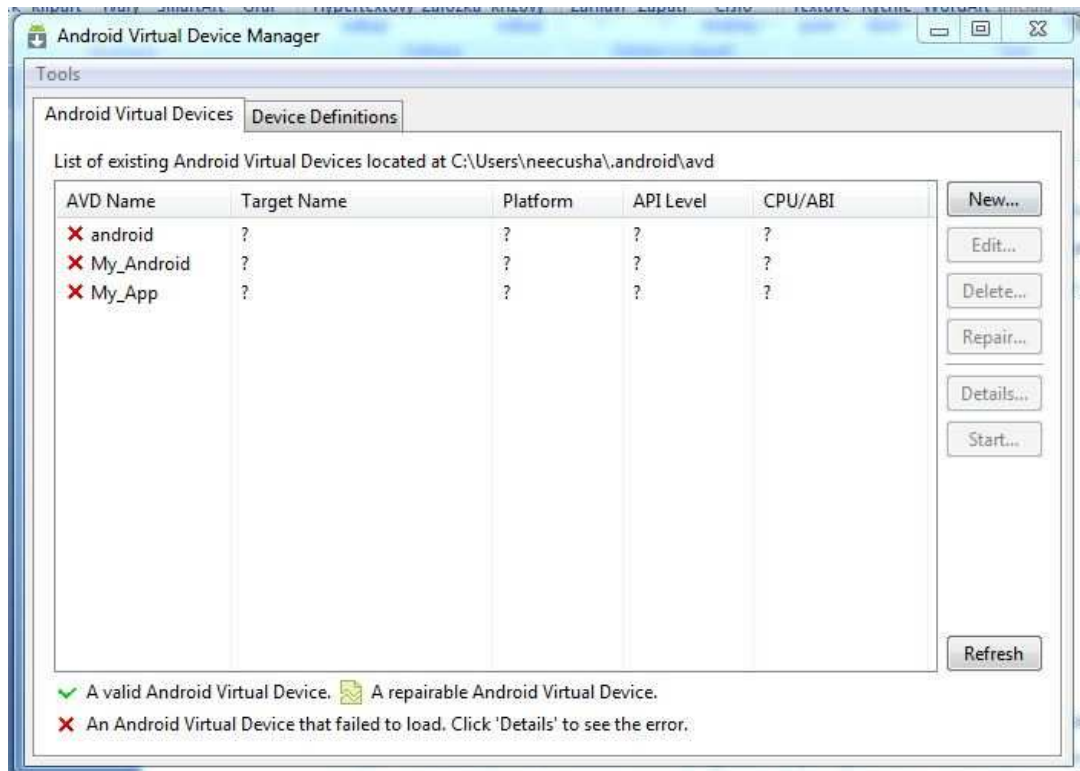 Android Virtual Device Manager
Tools
Android Virtual Devices Device Definitions
List of existing Android Virtual Devices located at C:\Users\neecusha\.android\avd
AVD Name Target Name Platform API Level CPU/ABI
android ? ? ? ?
My_Android ? ? ? ?
My_App ? ? ? ?
New...
Edit...
Delete...
Repair...
Details...
Start...
Refresh
A valid Android Virtual Device. A repairable Android Virtual Device.
An Android Virtual Device that failed to load. Click 'Details' to see the error.